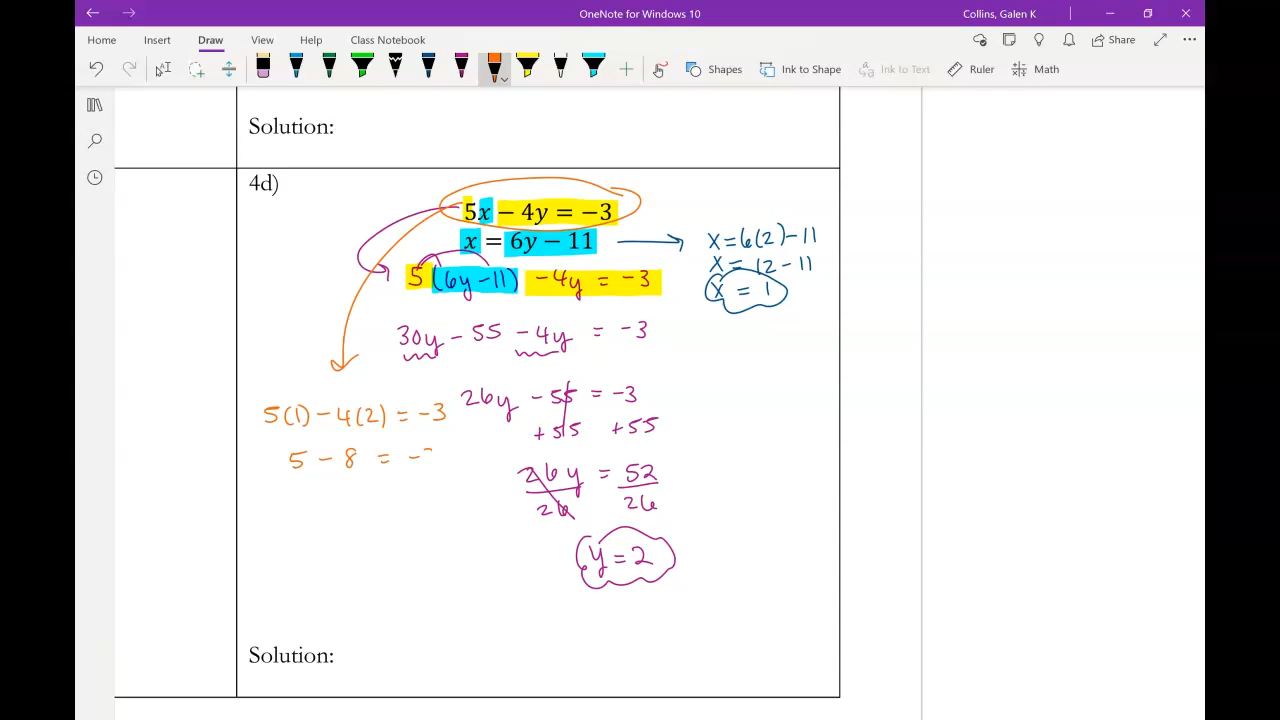 OneNote for Windows 10
Collins, Galen K
Home Insert Draw View Help Class Notebook
Share
Shapes Ink to Shape Ink to Text Ruler Math
Solution:
4d)
5x − 4y = −3
x = 6y − 11
x = 6(2) - 11
x = 12 - 11
x = 1
5(6y - 11) - 4y = -3
30y - 55 - 4y = -3
26y - 55 = -3
+55 +55
5(1) - 4(2) = -3
5 - 8 = -
26y = 52
26 26
y = 2
Solution: